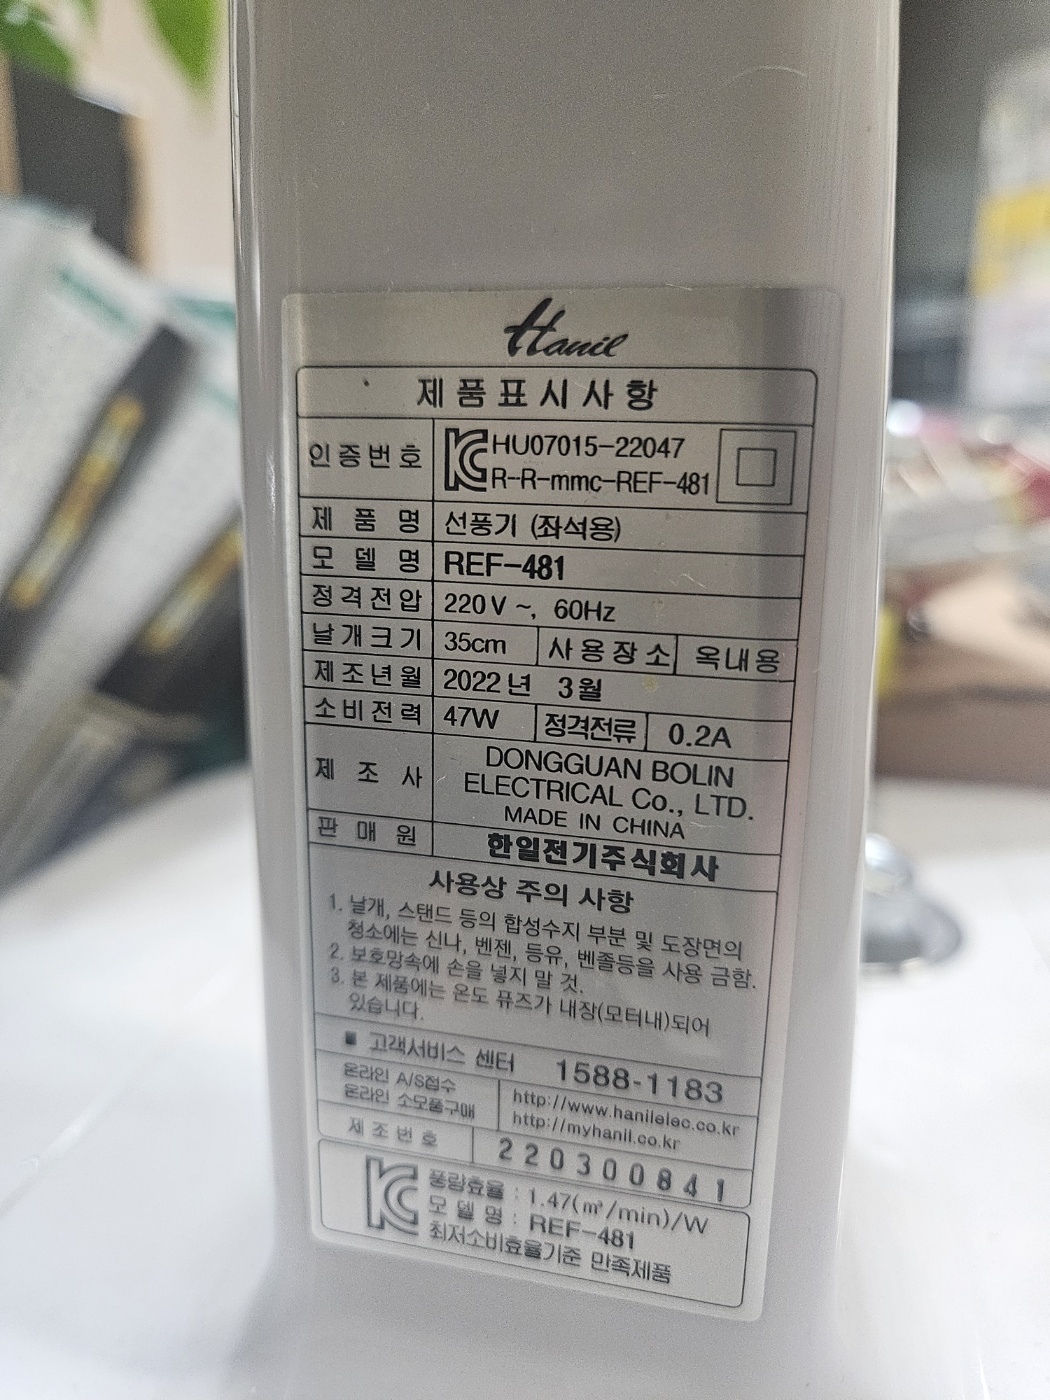 Hanil
제품표시사항
인증번호 HU07015-22047
R-R-mmc-REF-481
제품명 선풍기 (좌석용)
모델명 REF-481
정격전압 220V ~, 60Hz
날개크기 35cm 사용장소 옥내용
제조년월 2022년 3월
소비전력 47W 정격전류 0.2A
제조사 DONGGUAN BOLIN
ELECTRICAL Co., LTD.
MADE IN CHINA
판매원 한일전기주식회사
사용상 주의 사항
1. 날개, 스탠드 등의 합성수지 부분 및 도장면의
청소에는 신나, 벤젠, 등유, 벤졸등을 사용 금함.
2. 보호망속에 손을 넣지 말 것.
3. 본 제품에는 온도 퓨즈가 내장(모터내)되어
있습니다.
■ 고객서비스 센터 1588-1183
온라인 A/S접수 http://www.hanilelec.co.kr
온라인 소모품구매 http://myhanil.co.kr
제조번호 220300841
풍량효율 : 1.47(m³/min)/W
모델명 : REF-481
최저소비효율기준 만족제품